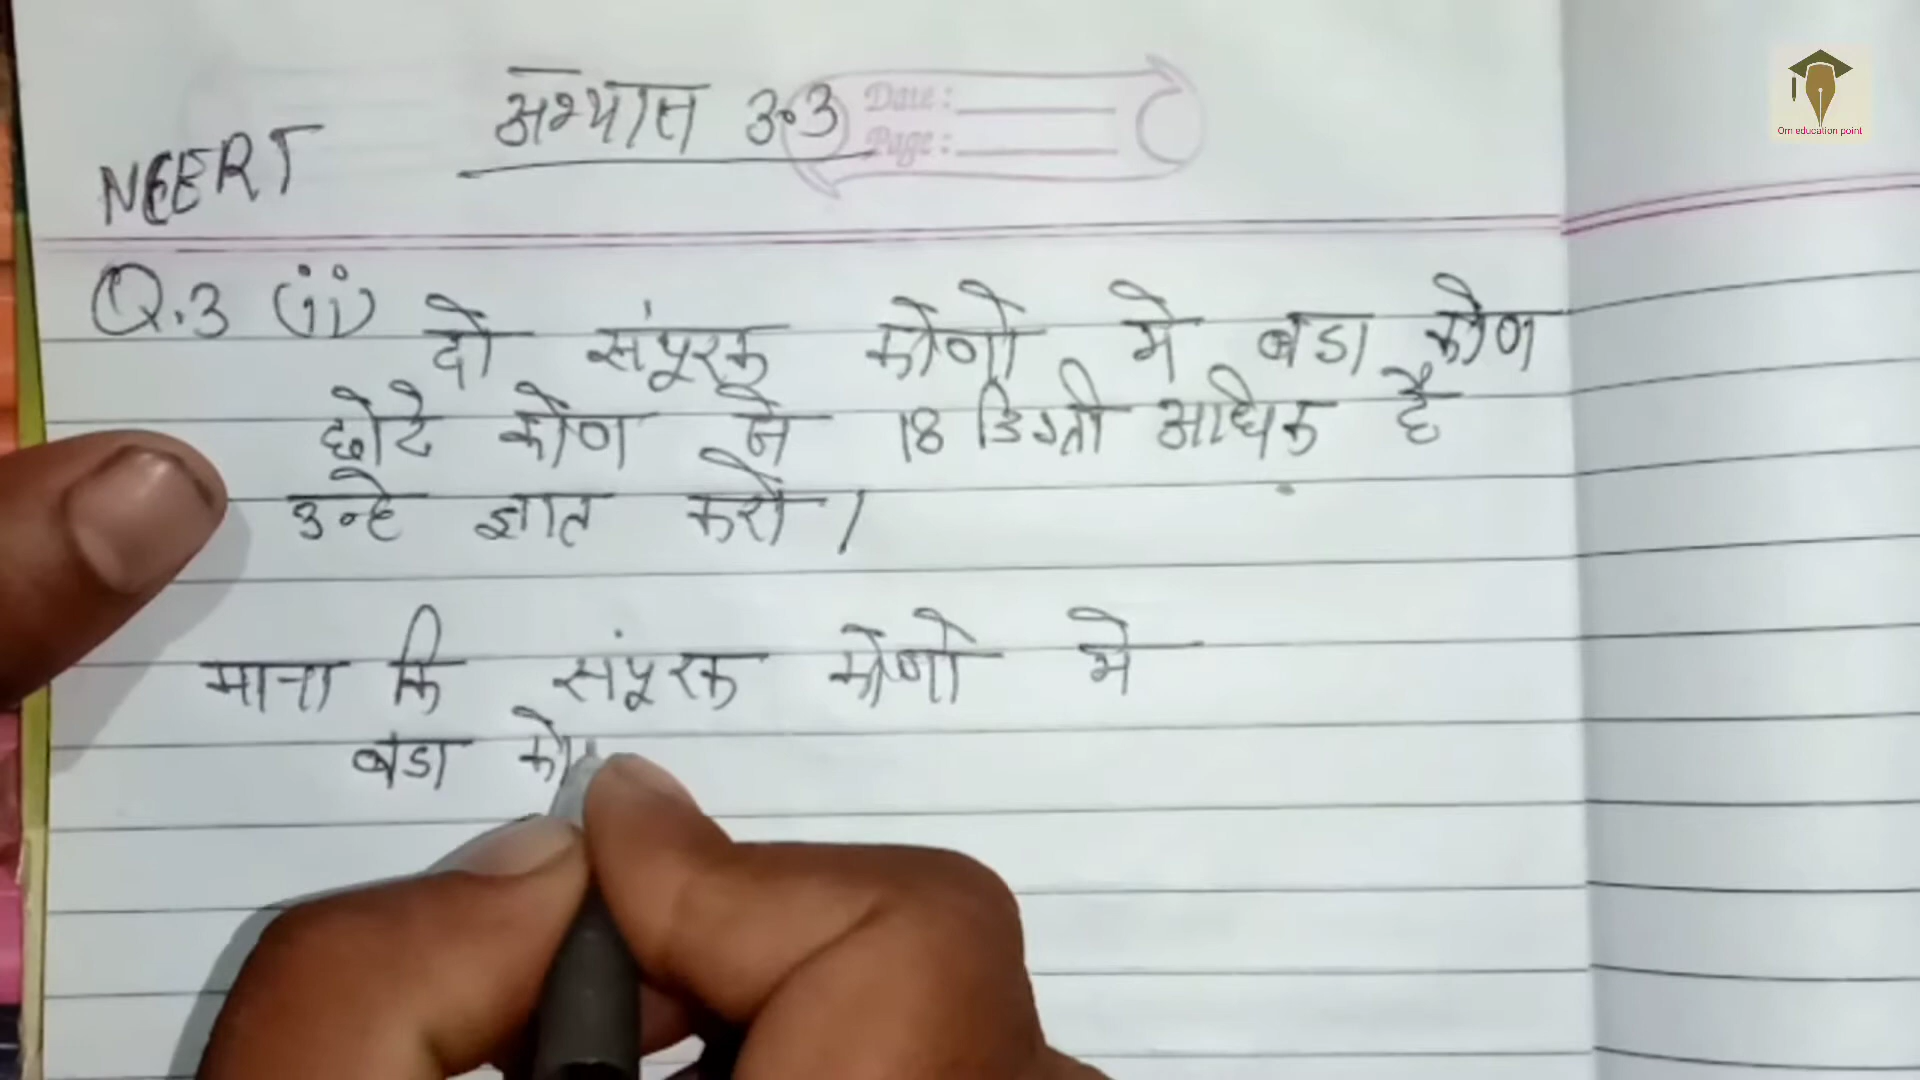 अभ्यास 3.3
Date :
Page :
NCERT
Om education point
Q.3 (ii) दो संपूरक कोणो मे बडा कोण
छोटे कोण से 18 डिग्री अधिक है
उन्हे ज्ञात करो।
माना कि संपूरक कोणो मे
बडा को